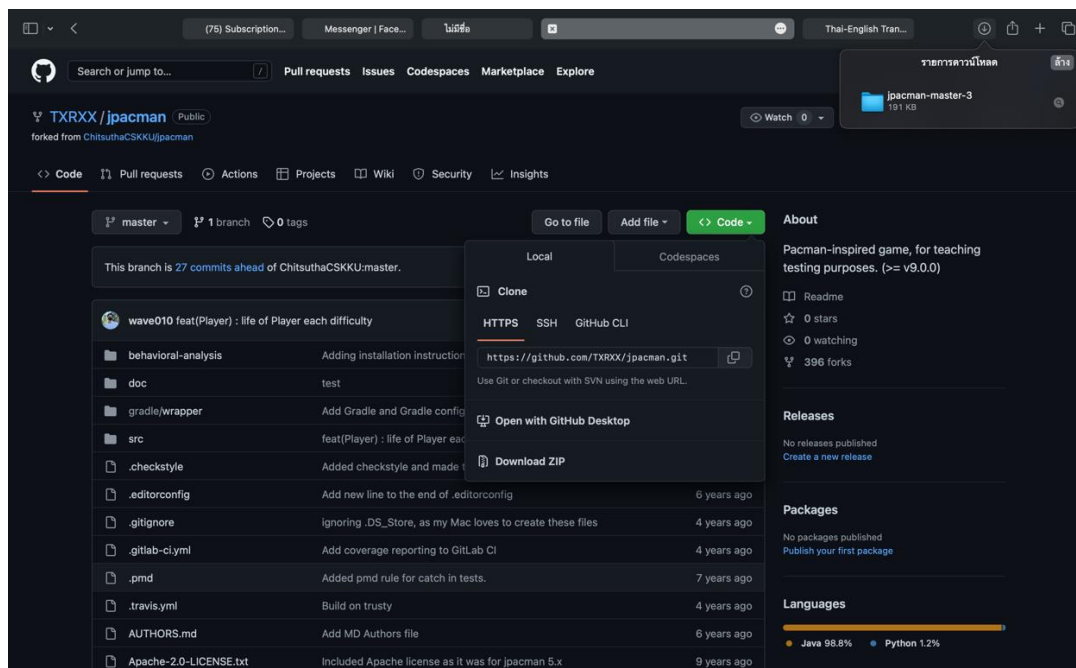 (75) Subscription...
Messenger | Face...
ไม่มีชื่อ
Thai-English Tran...
Search or jump to...
/
Pull requests Issues Codespaces Marketplace Explore
รายการดาวน์โหลด
ล้าง
jpacman-master-3
191 KB
TXRXX / jpacman Public
forked from ChitsuthaCSKKU/jpacman
Watch 0
Code Pull requests Actions Projects Wiki Security Insights
master 1 branch 0 tags
Go to file Add file Code
This branch is 27 commits ahead of ChitsuthaCSKKU:master.
wave010 feat(Player) : life of Player each difficulty
behavioral-analysis Adding installation instruction
doc test
gradle/wrapper Add Gradle and Gradle config
src feat(Player) : life of Player eac
.checkstyle Added checkstyle and made
.editorconfig Add new line to the end of .editorconfig 6 years ago
.gitignore ignoring .DS_Store, as my Mac loves to create these files 4 years ago
.gitlab-ci.yml Add coverage reporting to GitLab CI 4 years ago
.pmd Added pmd rule for catch in tests. 7 years ago
.travis.yml Build on trusty 4 years ago
AUTHORS.md Add MD Authors file 6 years ago
Apache-2.0-LICENSE.txt Included Apache license as it was for jpacman 5.x 9 years ago
Local Codespaces
Clone
HTTPS SSH GitHub CLI
https://github.com/TXRXX/jpacman.git
Use Git or checkout with SVN using the web URL.
Open with GitHub Desktop
Download ZIP
About
Pacman-inspired game, for teaching
testing purposes. (>= v9.0.0)
Readme
0 stars
0 watching
396 forks
Releases
No releases published
Create a new release
Packages
No packages published
Publish your first package
Languages
Java 98.8% Python 1.2%